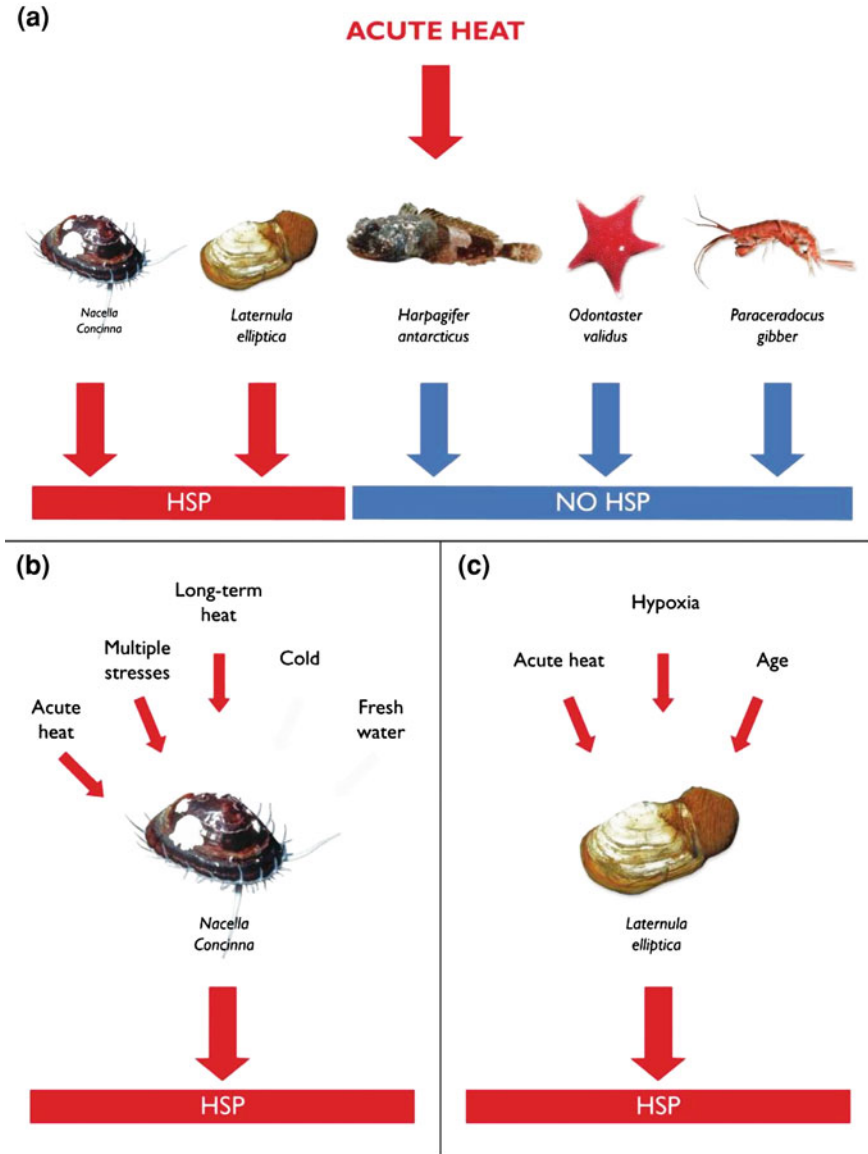 (a)
ACUTE HEAT
Nacella
Concinna
Laternula
elliptica
Harpagifer
antarcticus
Odontaster
validus
Paraceradocus
gibber
HSP
NO HSP
(b)
Long-term
heat
Multiple
stresses
Cold
Acute
heat
Fresh
water
Nacella
Concinna
HSP
(c)
Hypoxia
Acute heat
Age
Laternula
elliptica
HSP